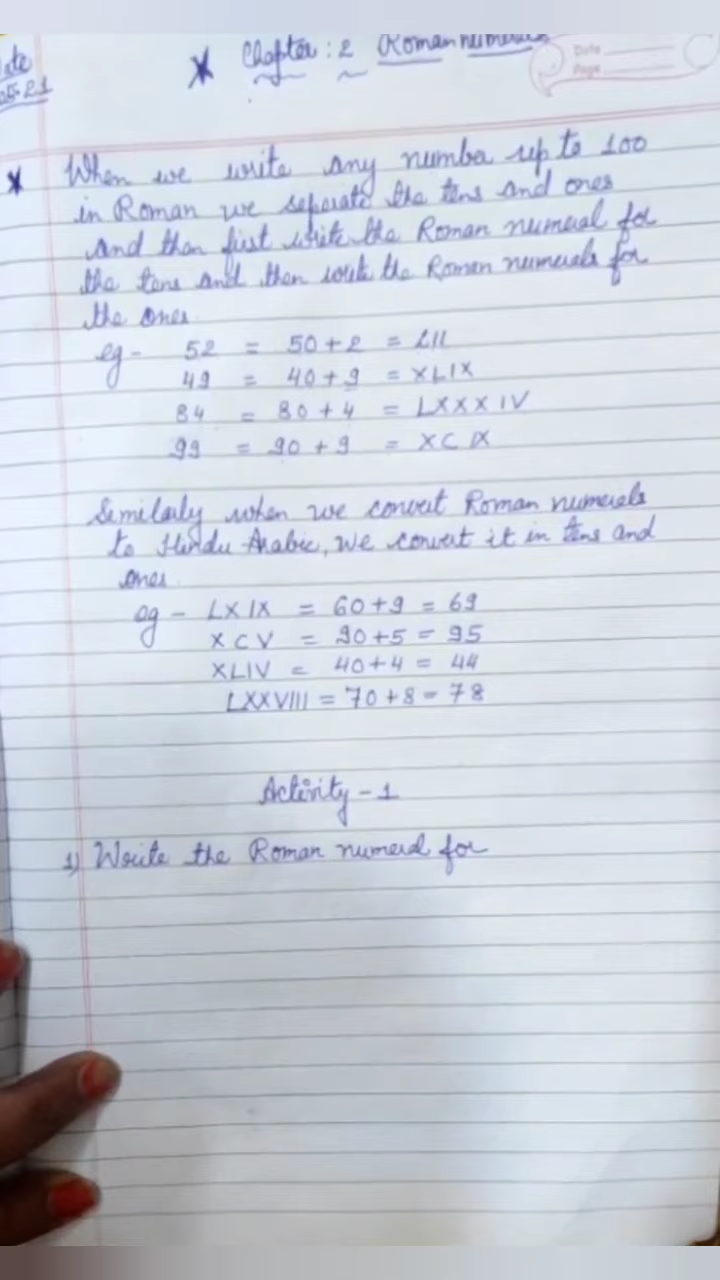 ate
05-21
* Chapter : 2 Roman numerals
Date
Page
* When we write any number up to 100
in Roman we separate the tens and ones
and then first write the Roman numeral for
the tens and then write the Roman numerals for
the ones
eg - 52 = 50+2 = LII
49 = 40+9 = XLIX
84 = 80+4 = LXXXIV
99 = 90+9 = XCIX
Similarly when we convert Roman numerals
to Hindu Arabic, we convert it in tens and
ones
eg - LXIX = 60+9 = 69
XCV = 90+5 = 95
XLIV = 40+4 = 44
LXXVIII = 70+8 = 78
Activity - 1
1) Write the Roman numeral for